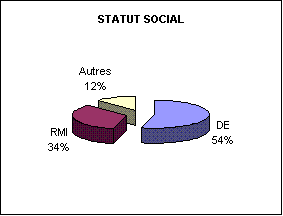 STATUT SOCIAL
Autres
12%
RMI
34%
DE
54%